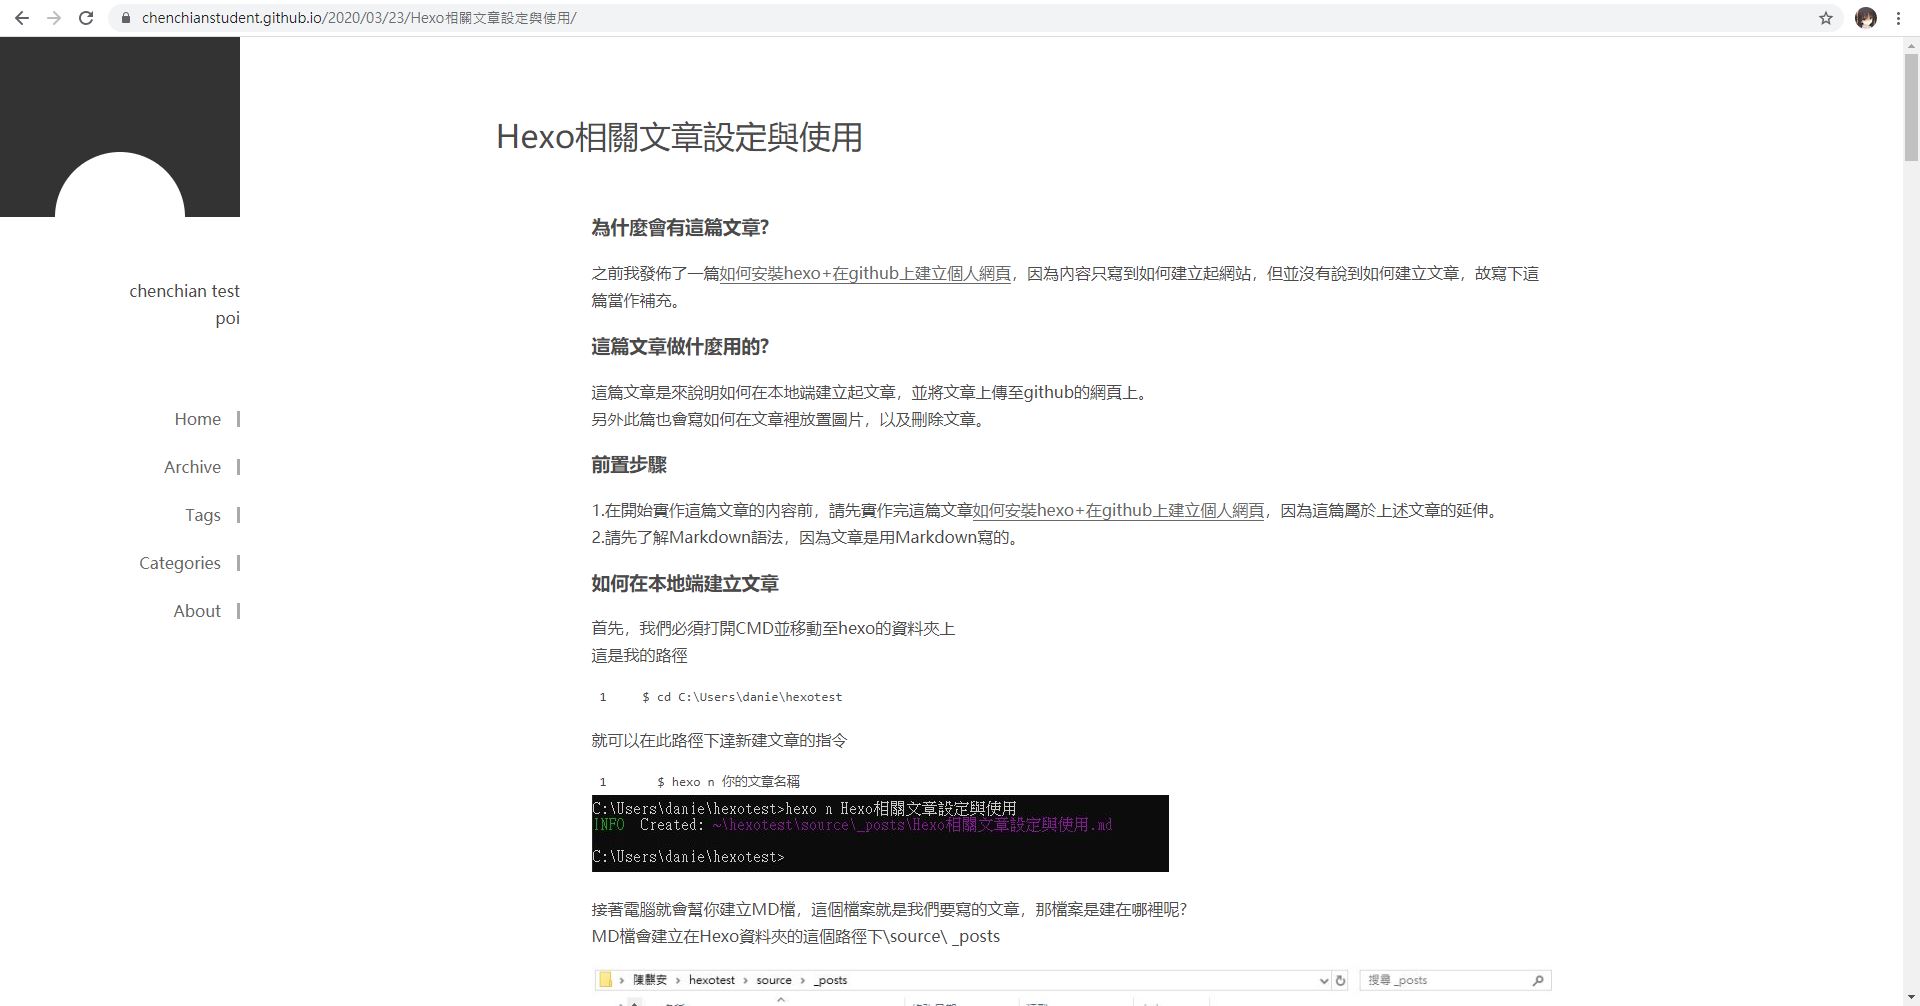 chenchianstudent.github.io/2020/03/23/Hexo相關文章設定與使用/
chenchian test
poi
Home
Archive
Tags
Categories
About
Hexo相關文章設定與使用
為什麼會有這篇文章?
之前我發佈了一篇如何安裝hexo+在github上建立個人網頁，因為內容只寫到如何建立起網站，但並沒有說到如何建立文章，故寫下這
篇當作補充。
這篇文章做什麼用的?
這篇文章是來說明如何在本地端建立起文章，並將文章上傳至github的網頁上。
另外此篇也會寫如何在文章裡放置圖片，以及刪除文章。
前置步驟
1.在開始實作這篇文章的內容前，請先實作完這篇文章如何安裝hexo+在github上建立個人網頁，因為這篇屬於上述文章的延伸。
2.請先了解Markdown語法，因為文章是用Markdown寫的。
如何在本地端建立文章
首先，我們必須打開CMD並移動至hexo的資料夾上
這是我的路徑
1 $ cd C:\Users\danie\hexotest
就可以在此路徑下達新建文章的指令
1 $ hexo n 你的文章名稱
C:\Users\danie\hexotest>hexo n Hexo相關文章設定與使用
INFO Created: ~\hexotest\source\_posts\Hexo相關文章設定與使用.md
C:\Users\danie\hexotest>
接著電腦就會幫你建立MD檔，這個檔案就是我們要寫的文章，那檔案是建在哪裡呢?
MD檔會建立在Hexo資料夾的這個路徑下\source\ _posts
hexotest > source > _posts
搜尋 _posts